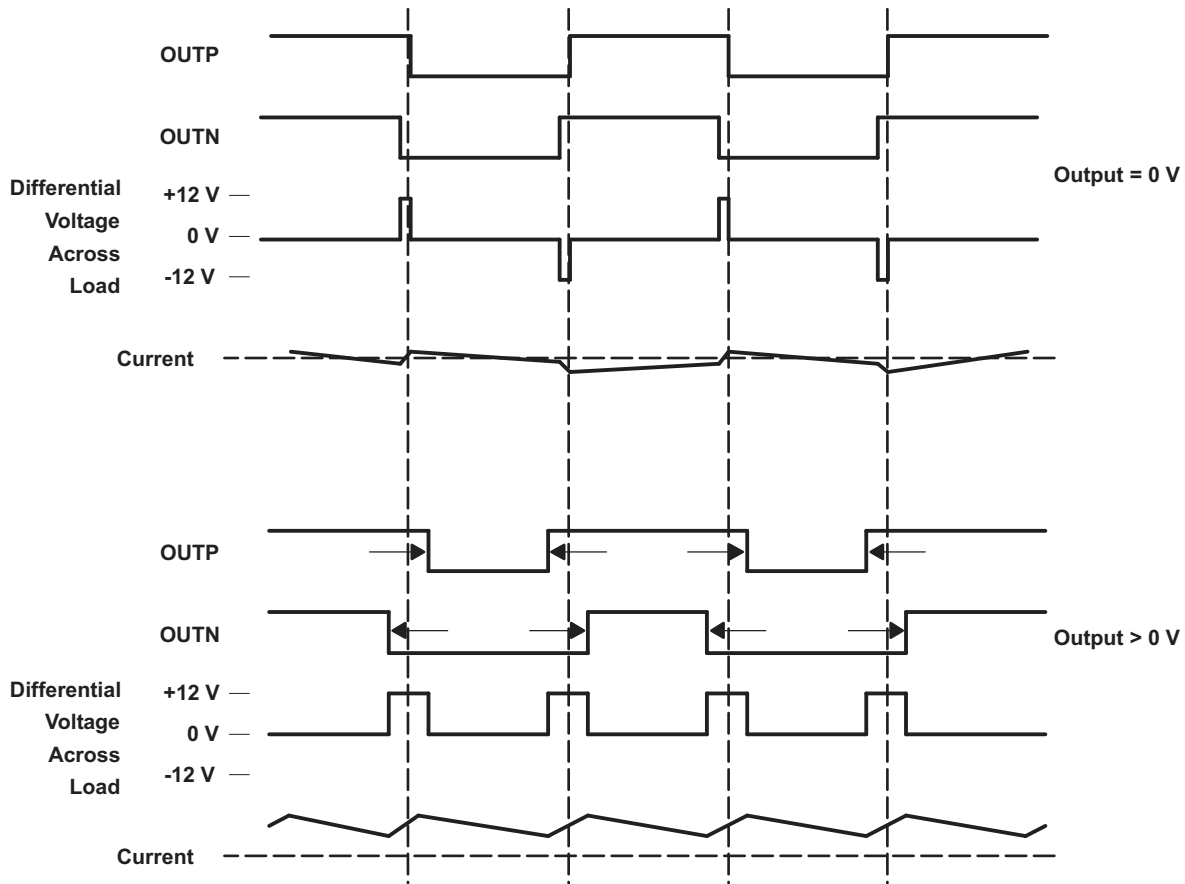 OUTP
OUTN
Output = 0 V
Differential
Voltage
Across
Load
+12 V
0 V
-12 V
Current
OUTP
OUTN
Output > 0 V
Differential
Voltage
Across
Load
+12 V
0 V
-12 V
Current